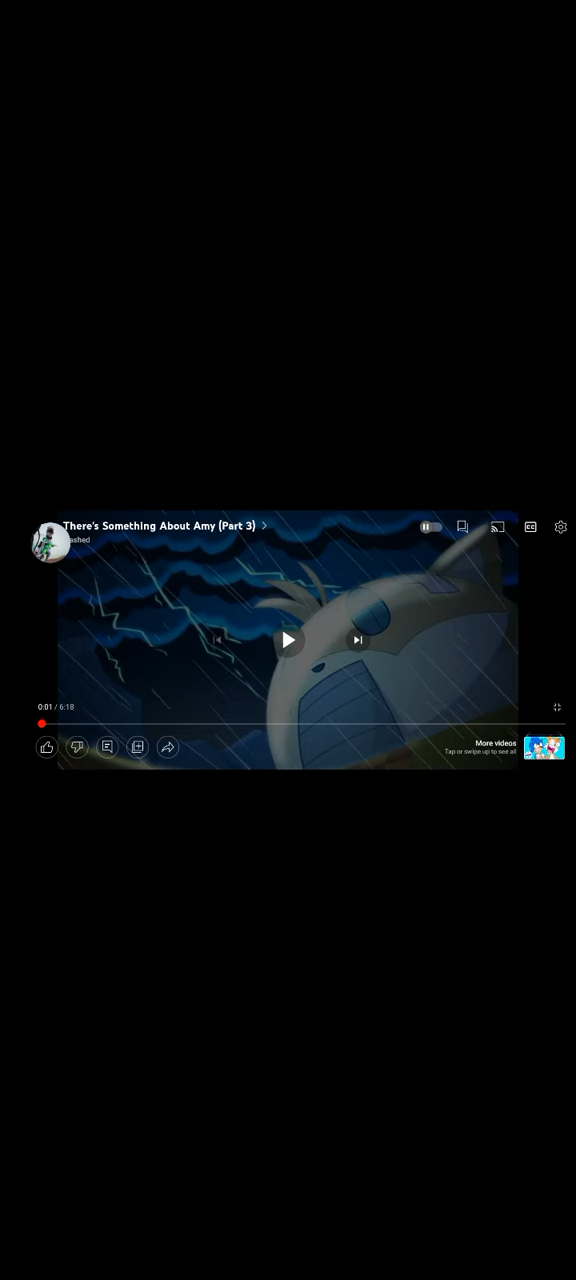 There's Something About Amy (Part 3)
ashed
0:01 / 6:18
More videos
Tap or swipe up to see all